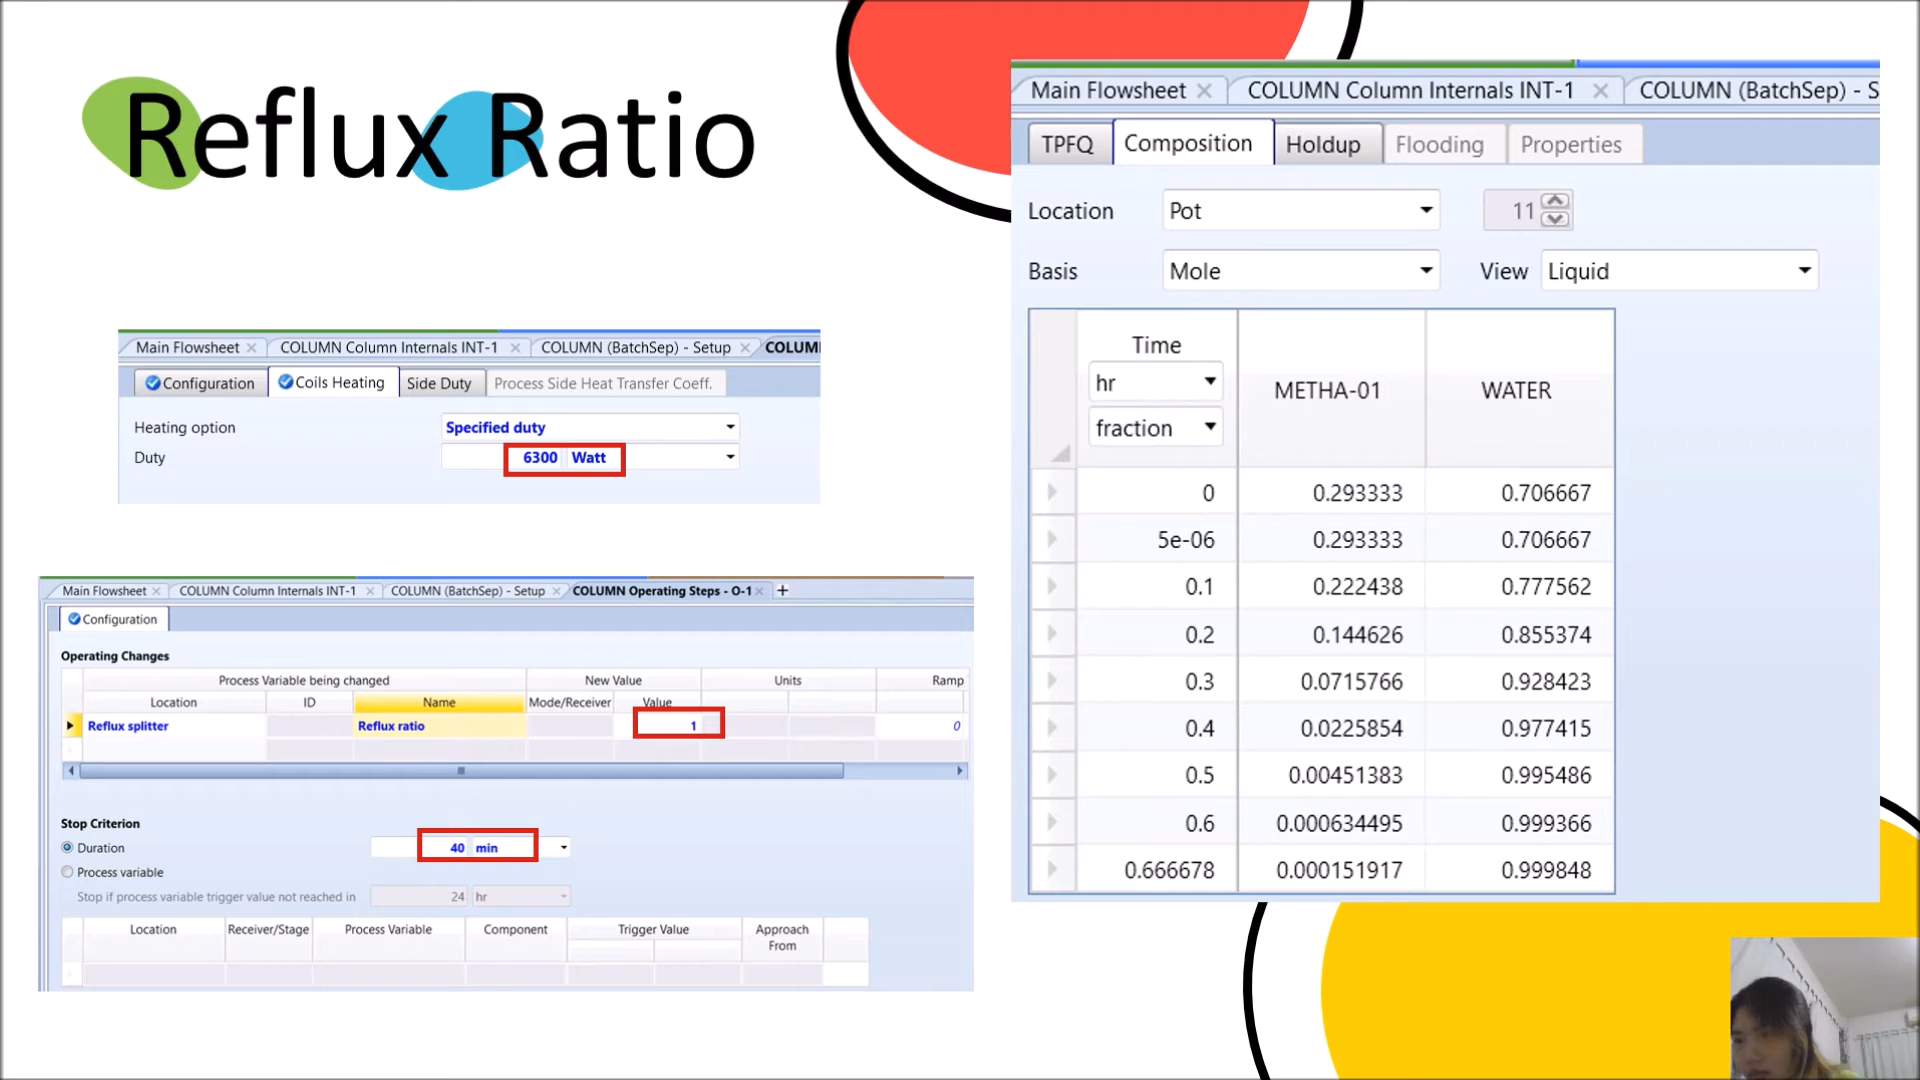 Reflux Ratio
Main Flowsheet COLUMN Column Internals INT-1 COLUMN (BatchSep) - Setup COLUM
Configuration Coils Heating Side Duty Process Side Heat Transfer Coeff.
Heating option Specified duty
Duty 6300 Watt
Main Flowsheet COLUMN Column Internals INT-1 COLUMN (BatchSep) - Setup COLUMN Operating Steps - O-1 +
Configuration
Operating Changes
Process Variable being changed New Value Units Ramp
Location ID Name Mode/Receiver Value
Reflux splitter Reflux ratio 1 0
Stop Criterion
Duration 40 min
Process variable
Stop if process variable trigger value not reached in 24 hr
Location Receiver/Stage Process Variable Component Trigger Value Approach
From
Main Flowsheet COLUMN Column Internals INT-1 COLUMN (BatchSep) - S
TPFQ Composition Holdup Flooding Properties
Location Pot 11
Basis Mole View Liquid
Time
hr METHA-01 WATER
fraction
0 0.293333 0.706667
5e-06 0.293333 0.706667
0.1 0.222438 0.777562
0.2 0.144626 0.855374
0.3 0.0715766 0.928423
0.4 0.0225854 0.977415
0.5 0.00451383 0.995486
0.6 0.000634495 0.999366
0.666678 0.000151917 0.999848